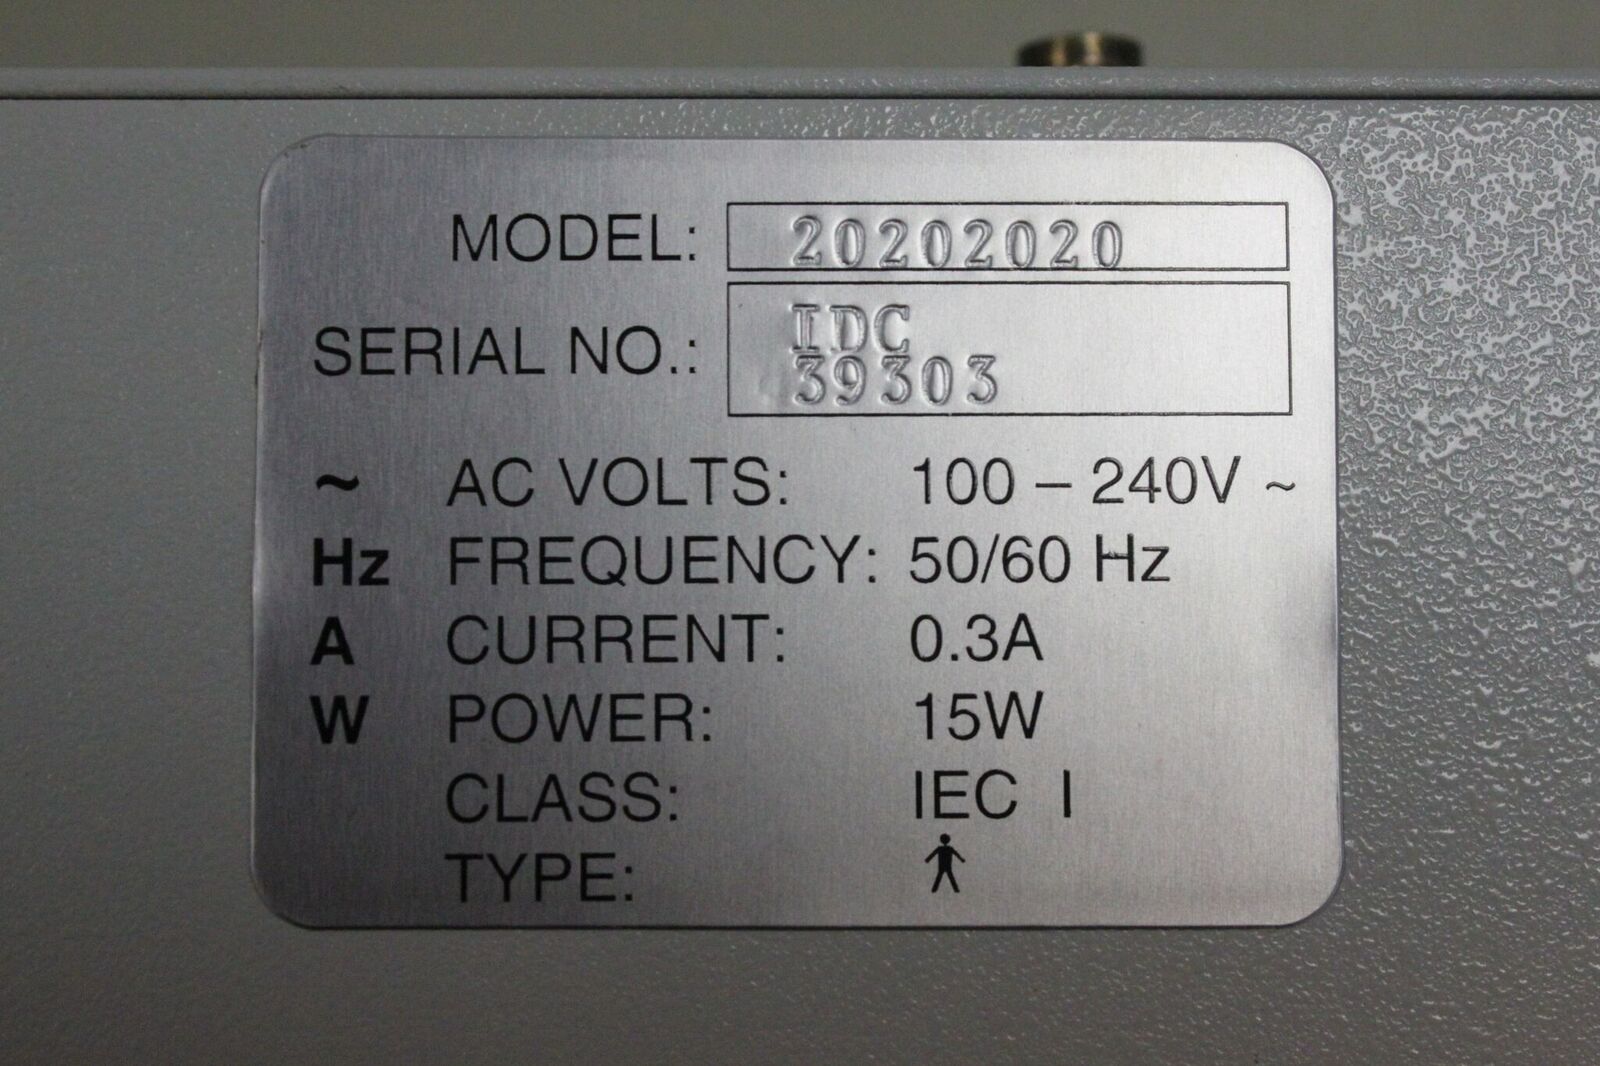 MODEL: 20202020
SERIAL NO.: IDC
39303
~ AC VOLTS: 100 – 240V ~
Hz FREQUENCY: 50/60 Hz
A CURRENT: 0.3A
W POWER: 15W
CLASS: IEC I
TYPE: